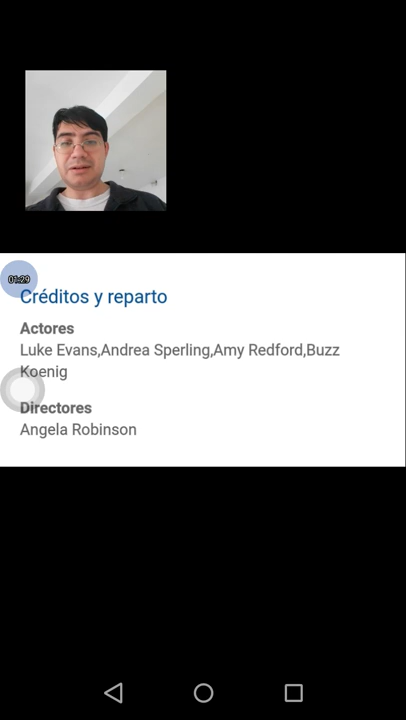 01:29
Créditos y reparto
Actores
Luke Evans,Andrea Sperling,Amy Redford,Buzz
Koenig
Directores
Angela Robinson